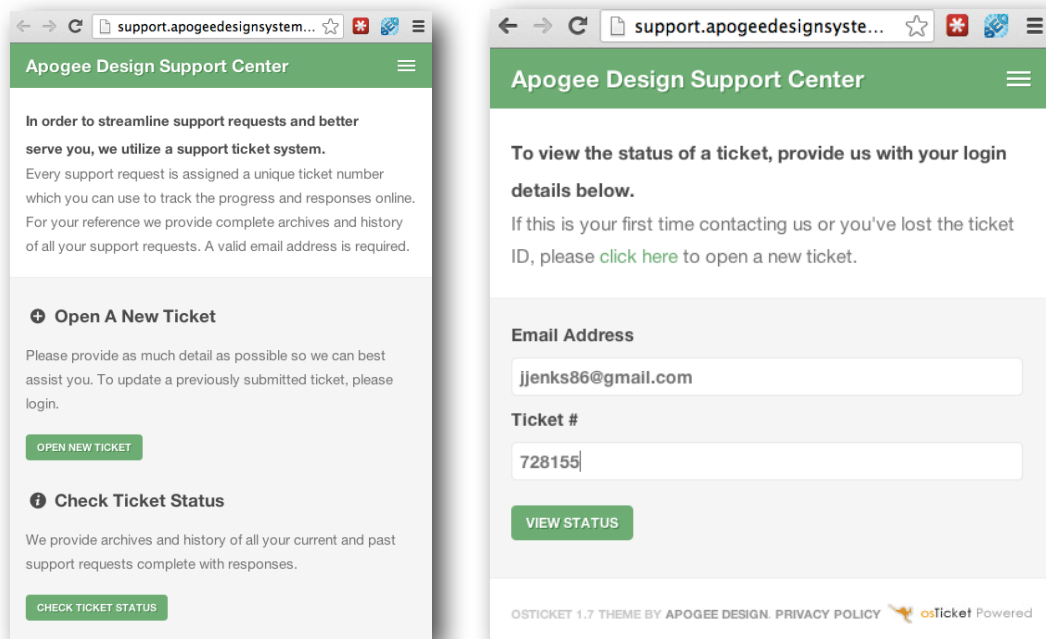 support.apogeedesignsystem...
Apogee Design Support Center
In order to streamline support requests and better
serve you, we utilize a support ticket system.
Every support request is assigned a unique ticket number
which you can use to track the progress and responses online.
For your reference we provide complete archives and history
of all your support requests. A valid email address is required.
Open A New Ticket
Please provide as much detail as possible so we can best
assist you. To update a previously submitted ticket, please
login.
OPEN NEW TICKET
Check Ticket Status
We provide archives and history of all your current and past
support requests complete with responses.
CHECK TICKET STATUS
support.apogeedesignsyste...
Apogee Design Support Center
To view the status of a ticket, provide us with your login
details below.
If this is your first time contacting us or you've lost the ticket
ID, please click here to open a new ticket.
Email Address
jjenks86@gmail.com
Ticket #
728155
VIEW STATUS
OSTICKET 1.7 THEME BY APOGEE DESIGN. PRIVACY POLICY osTicket Powered